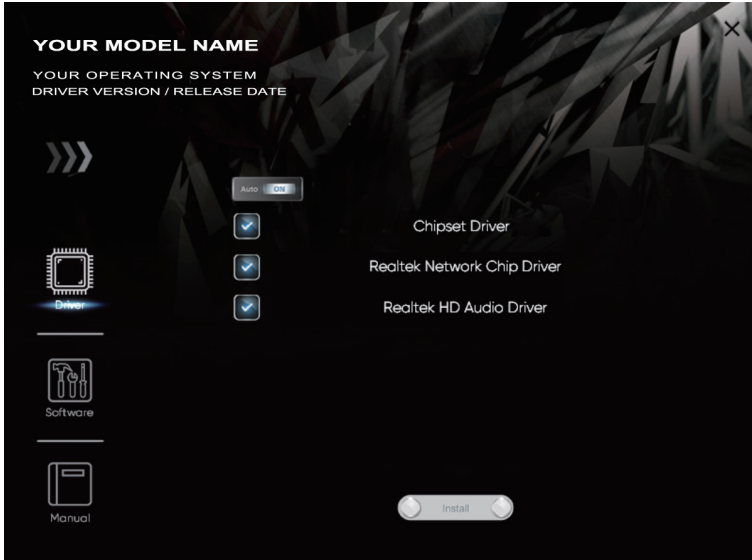 YOUR MODEL NAME
YOUR OPERATING SYSTEM
DRIVER VERSION / RELEASE DATE
Auto ON
Chipset Driver
Realtek Network Chip Driver
Realtek HD Audio Driver
Driver
Software
Manual
Install